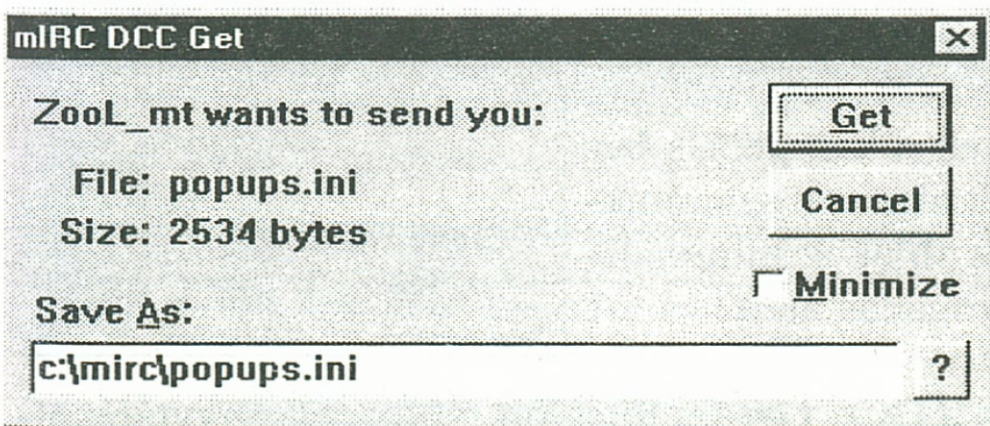 mIRC DCC Get
ZooL_mt wants to send you:
Get
File: popups.ini
Cancel
Size: 2534 bytes
Minimize
Save As:
c:\mirc\popups.ini
?